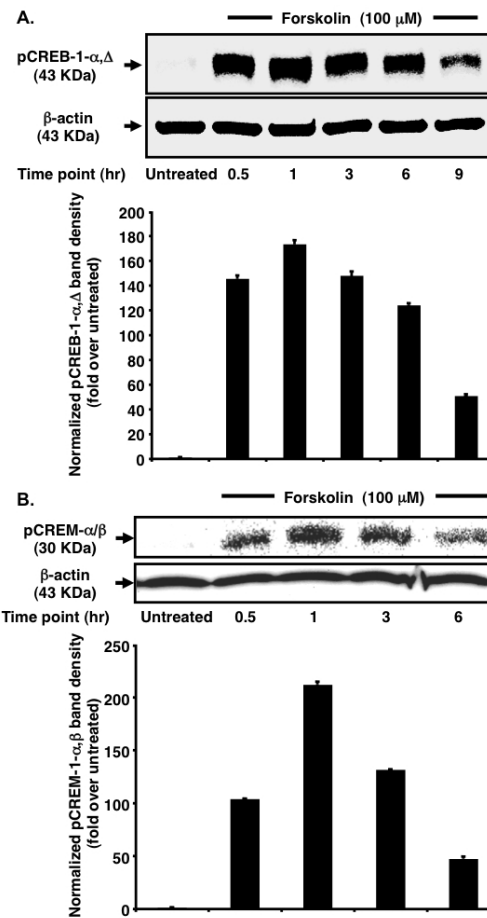 A.
Forskolin (100 μM)
pCREB-1-α,Δ
(43 KDa)
β-actin
(43 KDa)
Time point (hr) Untreated 0.5 1 3 6 9
Normalized pCREB-1-α,Δ band density
(fold over untreated)
200
180
160
140
120
100
80
60
40
20
0
B.
Forskolin (100 μM)
pCREM-α/β
(30 KDa)
β-actin
(43 KDa)
Time point (hr) Untreated 0.5 1 3 6
Normalized pCREM-1-α,β band density
(fold over untreated)
250
200
150
100
50
0